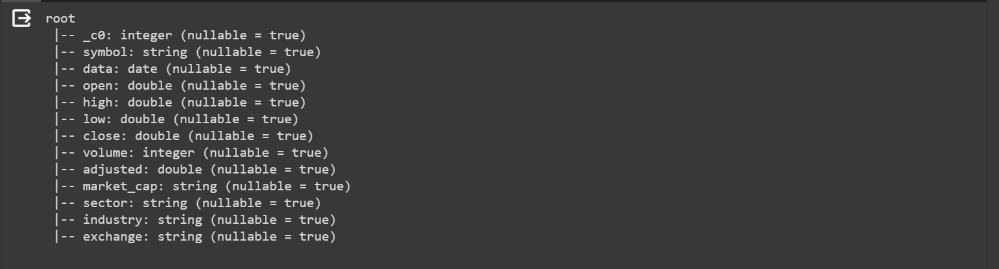 root
 |-- _c0: integer (nullable = true)
 |-- symbol: string (nullable = true)
 |-- data: date (nullable = true)
 |-- open: double (nullable = true)
 |-- high: double (nullable = true)
 |-- low: double (nullable = true)
 |-- close: double (nullable = true)
 |-- volume: integer (nullable = true)
 |-- adjusted: double (nullable = true)
 |-- market_cap: string (nullable = true)
 |-- sector: string (nullable = true)
 |-- industry: string (nullable = true)
 |-- exchange: string (nullable = true)